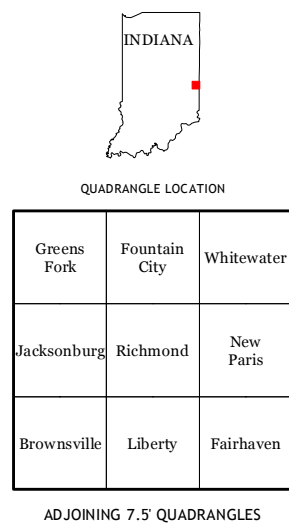 INDIANA
QUADRANGLE LOCATION
Greens
Fork
Fountain
City
Whitewater
Jacksonburg
Richmond
New
Paris
Brownsville
Liberty
Fairhaven
ADJOINING 7.5' QUADRANGLES